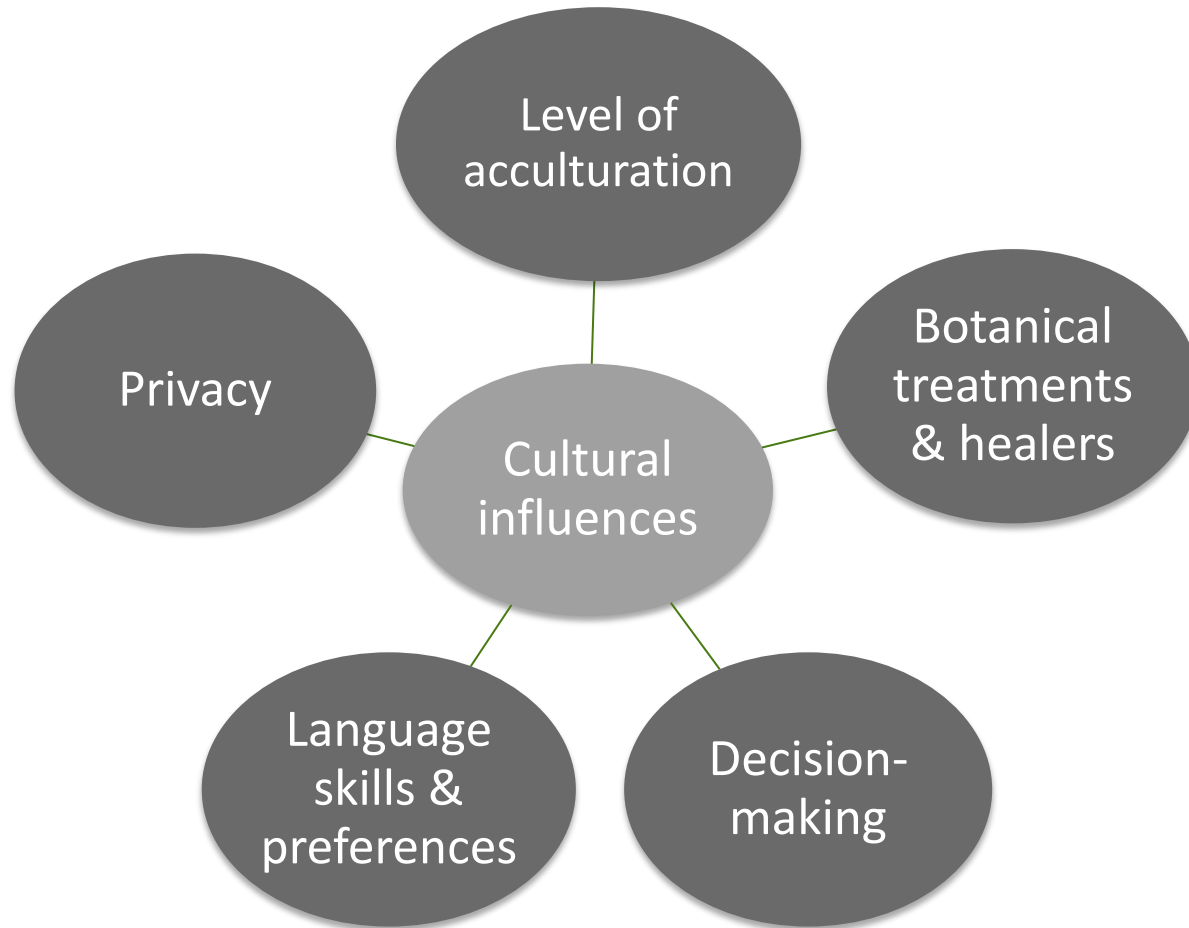 Level of
acculturation
Botanical
treatments
& healers
Privacy
Cultural
influences
Language
skills &
preferences
Decision-
making